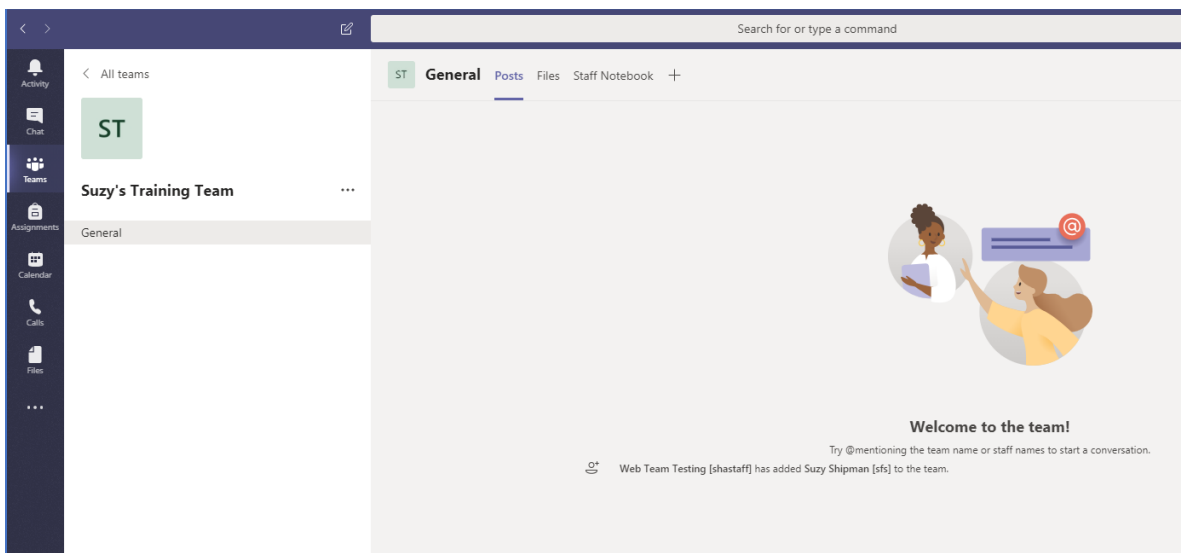 Search for or type a command
Activity
Chat
Teams
Assignments
Calendar
Calls
Files
All teams
ST
Suzy's Training Team
General
ST General Posts Files Staff Notebook
@
Welcome to the team!
Try @mentioning the team name or staff names to start a conversation.
Web Team Testing [shastaff] has added Suzy Shipman [sfs] to the team.